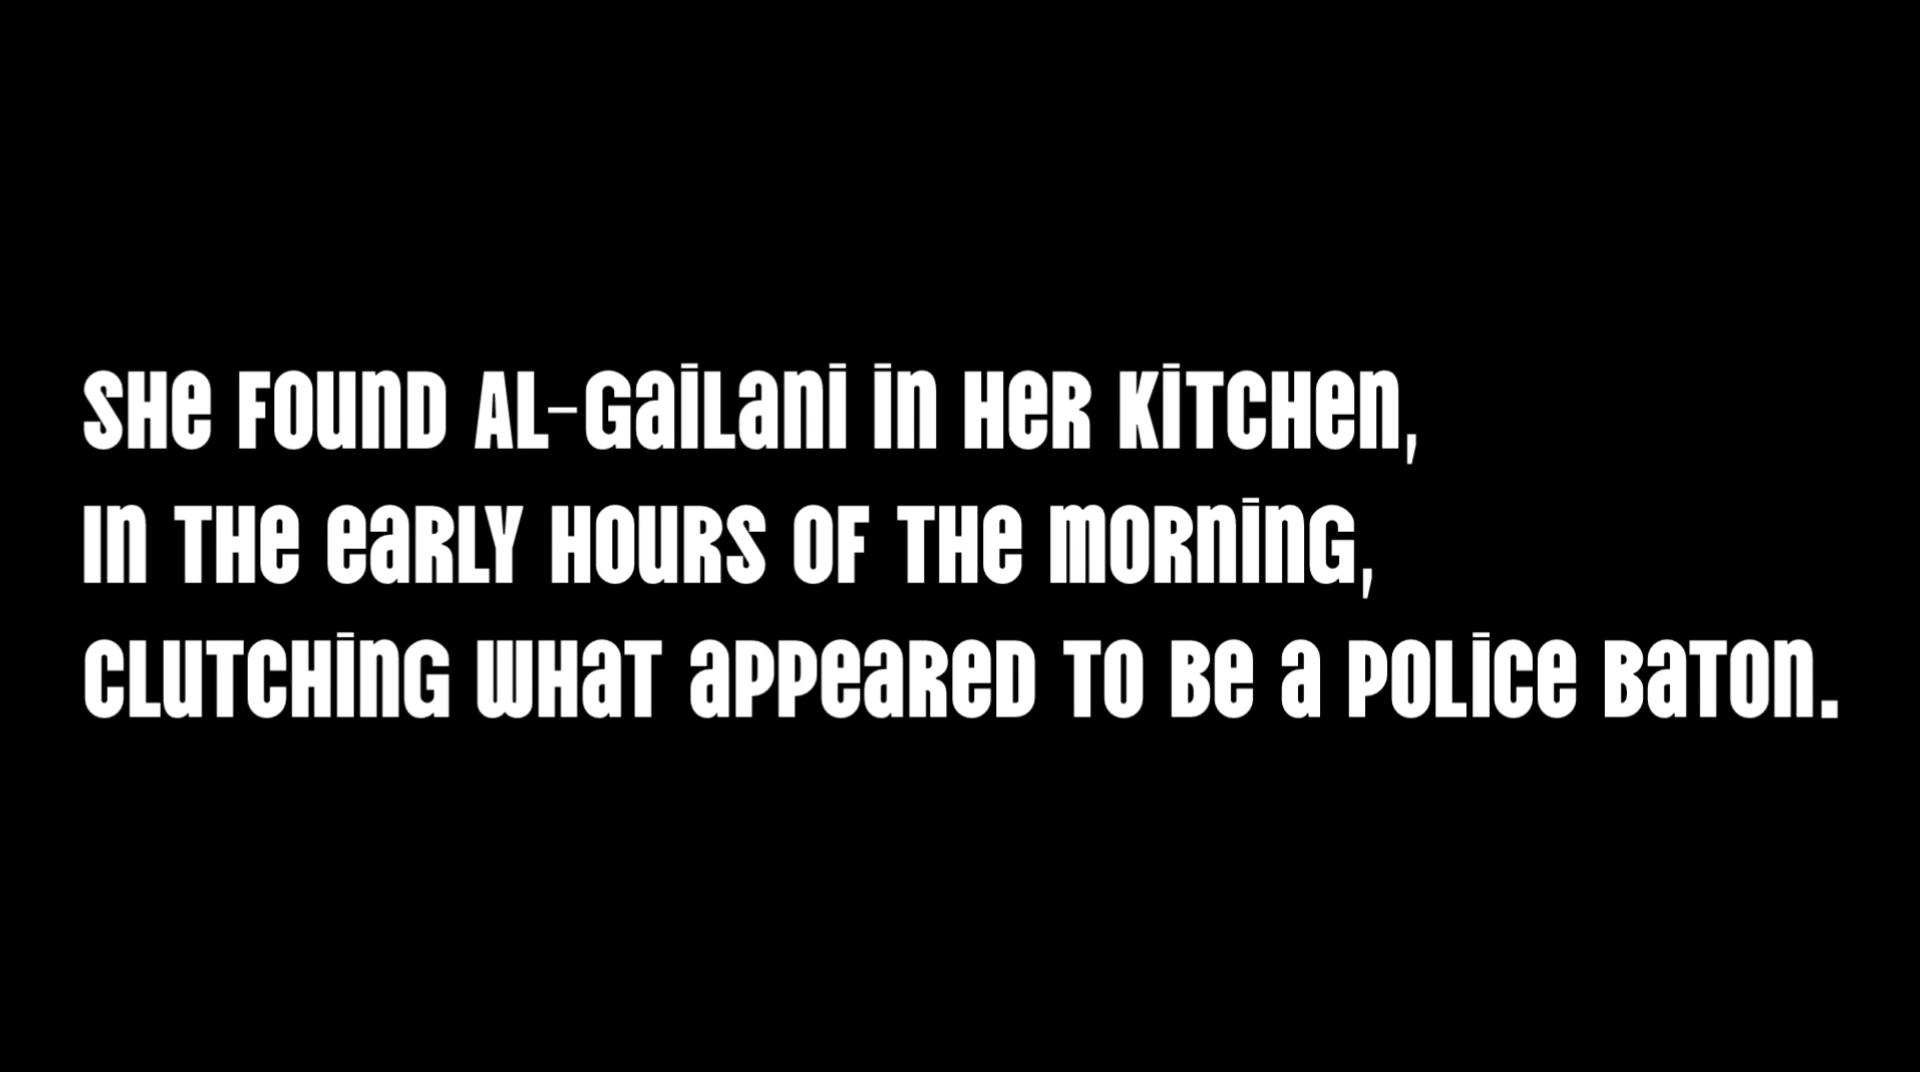 She found Al-Gailani in her kitchen,
in the early hours of the morning,
clutching what appeared to be a police baton.